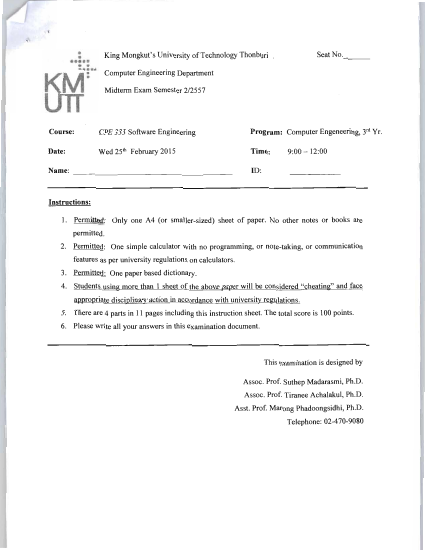 King Mongkut's University of Technology Thonburi Seat No.______
Computer Engineering Department
Midterm Exam Semester 2/2557
KM
UTT
Course: CPE 333 Software Engineering Program: Computer Engeneering, 3rd Yr.
Date: Wed 25th February 2015 Time: 9:00 – 12:00
Name: ____________________ ID: __________
Instructions:
1. Permitted: Only one A4 (or smaller-sized) sheet of paper. No other notes or books are
permitted.
2. Permitted: One simple calculator with no programming, or note-taking, or communication
features as per university regulations on calculators.
3. Permitted: One paper based dictionary.
4. Students using more than 1 sheet of the above paper will be considered "cheating" and face
appropriate disciplinary action in accordance with university regulations.
5. There are 4 parts in 11 pages including this instruction sheet. The total score is 100 points.
6. Please write all your answers in this examination document.
This examination is designed by
Assoc. Prof. Suthep Madarasmi, Ph.D.
Assoc. Prof. Tiranee Achalakul, Ph.D.
Asst. Prof. Marong Phadoongsidhi, Ph.D.
Telephone: 02-470-9080